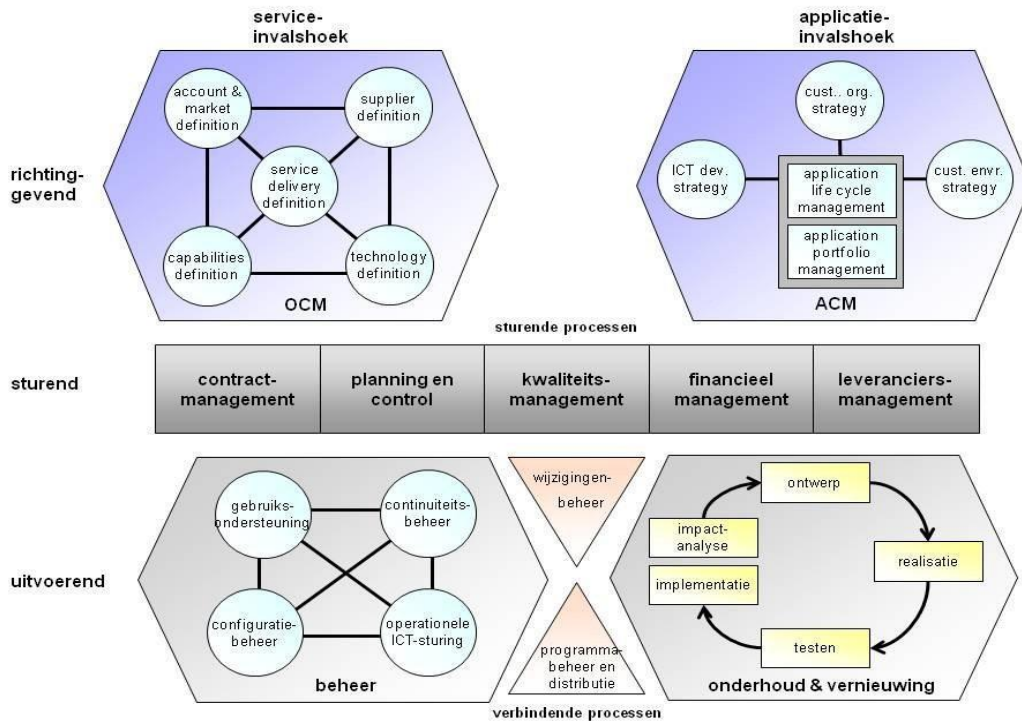 service-
invalshoek
applicatie-
invalshoek
richting-
gevend
account &
market
definition
supplier
definition
service
delivery
definition
capabilities
definition
technology
definition
OCM
cust.. org.
strategy
ICT dev.
strategy
application
life cycle
management
cust. envr.
strategy
application
portfolio
management
ACM
sturende processen
sturend
contract-
management
planning en
control
kwaliteits-
management
financieel
management
leveranciers-
management
uitvoerend
gebruiks-
ondersteuning
continuiteits-
beheer
configuratie-
beheer
operationele
ICT-sturing
beheer
wijzigingen-
beheer
programma-
beheer en
distributie
verbindende processen
ontwerp
impact-
analyse
realisatie
implementatie
testen
onderhoud & vernieuwing